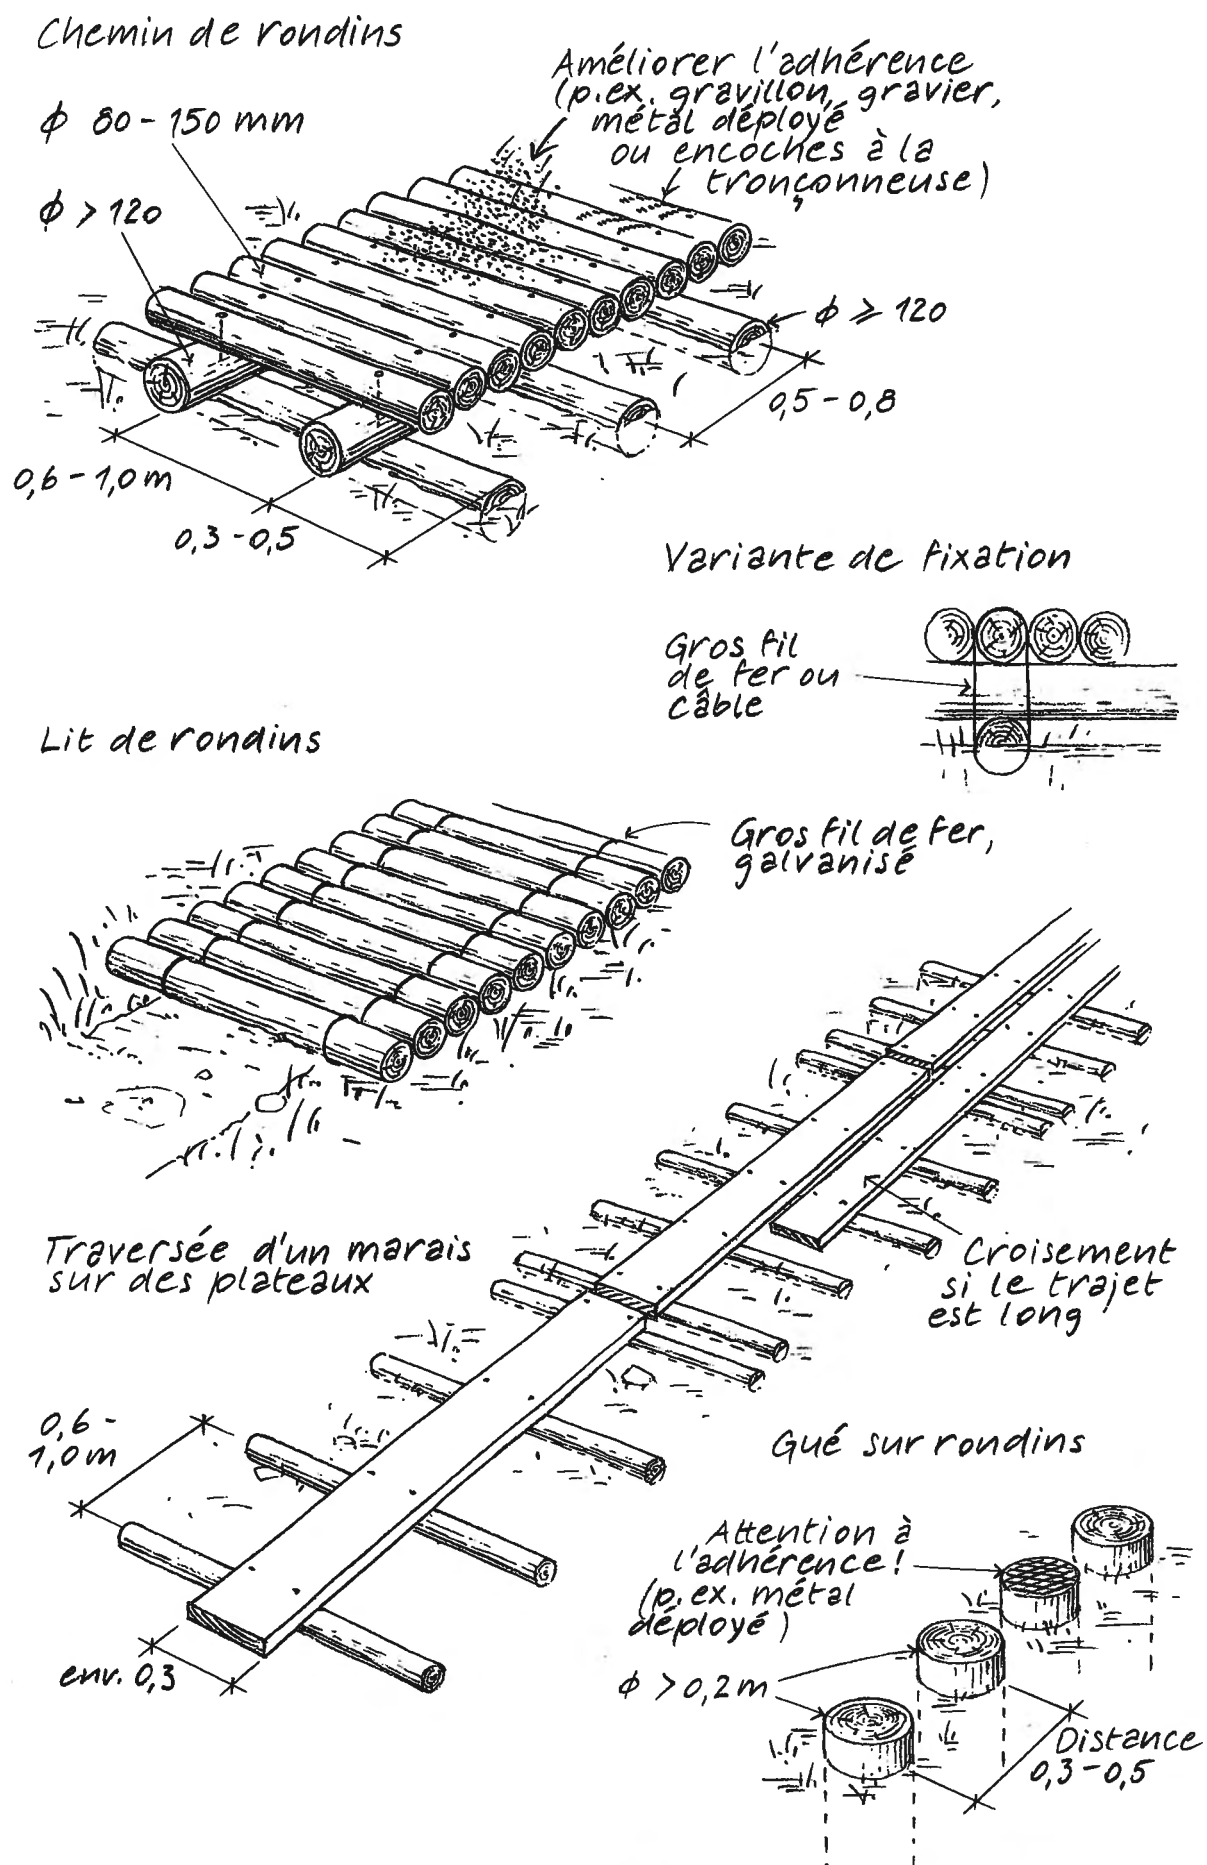 Chemin de rondins
Améliorer l'adhérence
(p.ex. gravillon, gravier,
métal déployé
ou encoches à la
tronçonneuse)
ϕ 80-150 mm
ϕ > 120
ϕ ≥ 120
0,5-0,8
0,6-1,0 m
0,3-0,5
Variante de fixation
Gros fil
de fer ou
câble
Lit de rondins
Gros fil de fer,
galvanisé
Traversée d'un marais
sur des plateaux
Croisement
si le trajet
est long
0,6-
1,0 m
env. 0,3
Gué sur rondins
Attention à
l'adhérence!
(p.ex. métal
déployé)
ϕ > 0,2 m
Distance
0,3-0,5